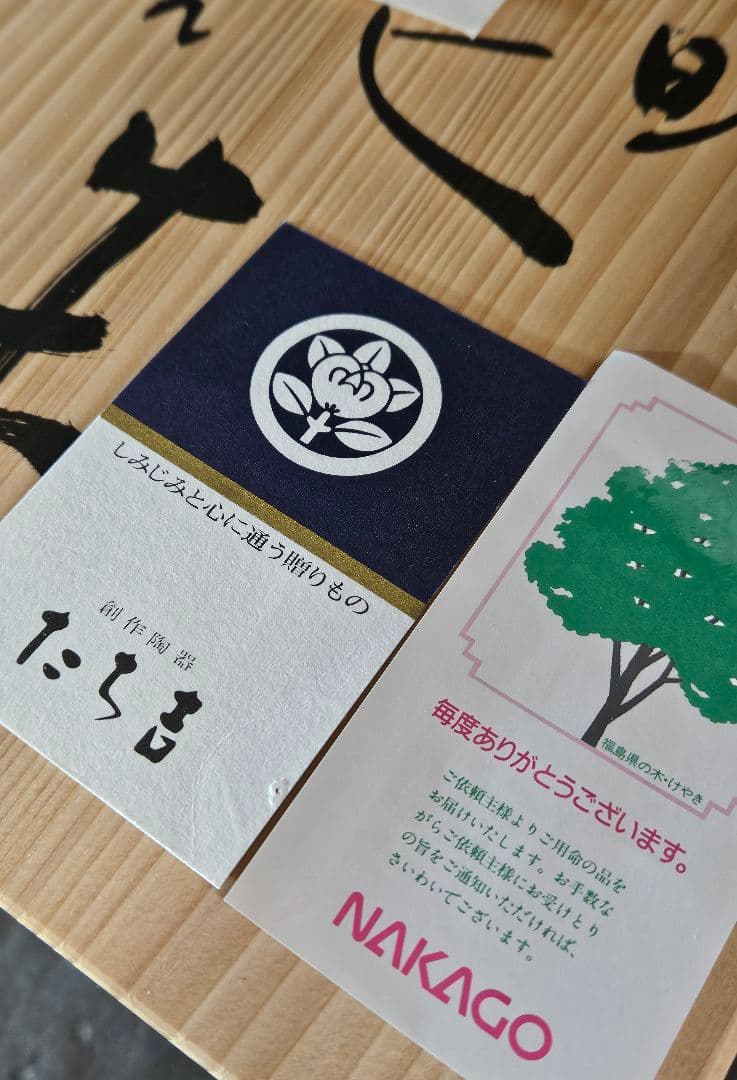 しみじみと心に通う贈りもの
創作陶器
たち吉
福島県の木・けやき
毎度ありがとうございます。
ご依頼主様よりご用命の品を
お届けいたします。お手数な
がらご依頼主様にお受けとり
の旨をご通知いただければ、
さいわいでございます。
NAKAGO